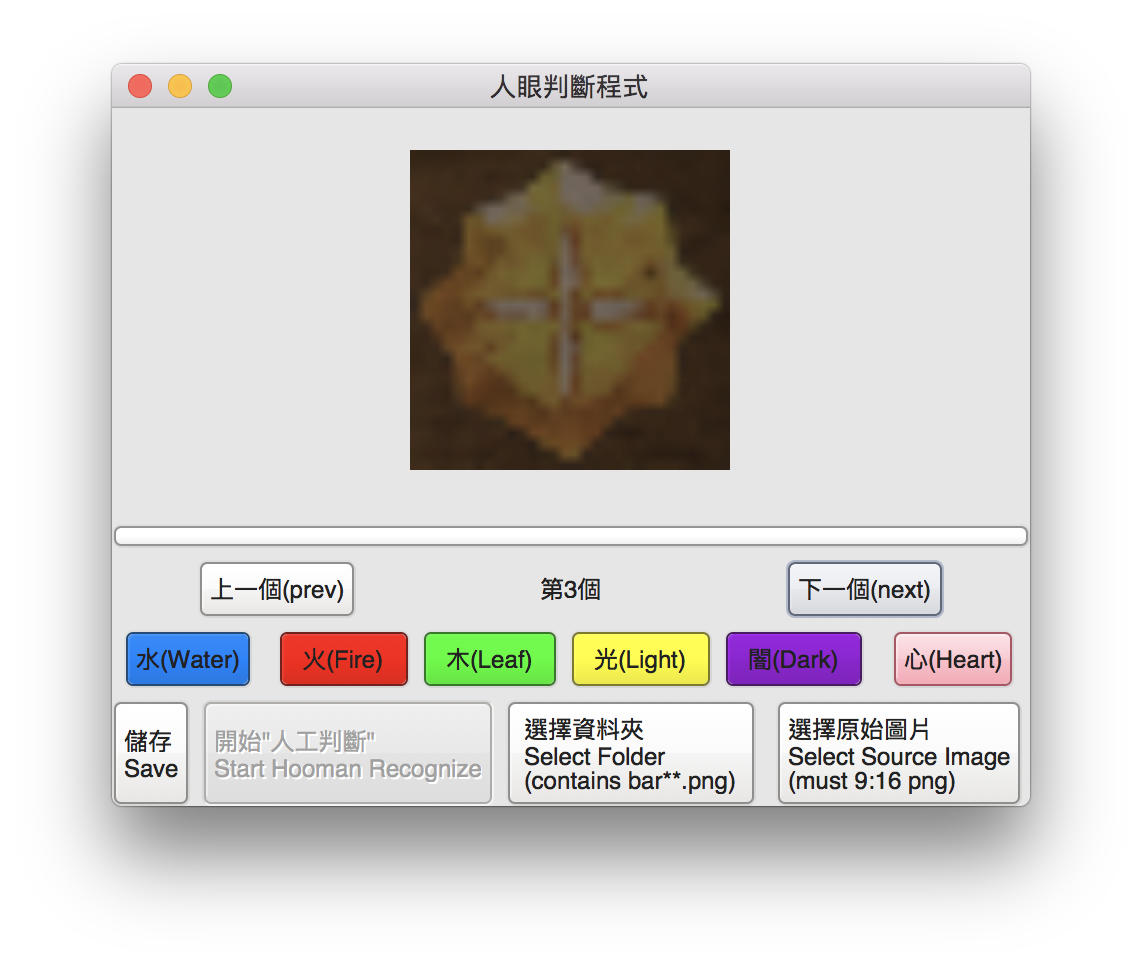 人眼判斷程式
上一個(prev)
第3個
下一個(next)
水(Water)
火(Fire)
木(Leaf)
光(Light)
闇(Dark)
心(Heart)
儲存
Save
開始"人工判斷"
Start Hooman Recognize
選擇資料夾
Select Folder
(contains bar**.png)
選擇原始圖片
Select Source Image
(must 9:16 png)